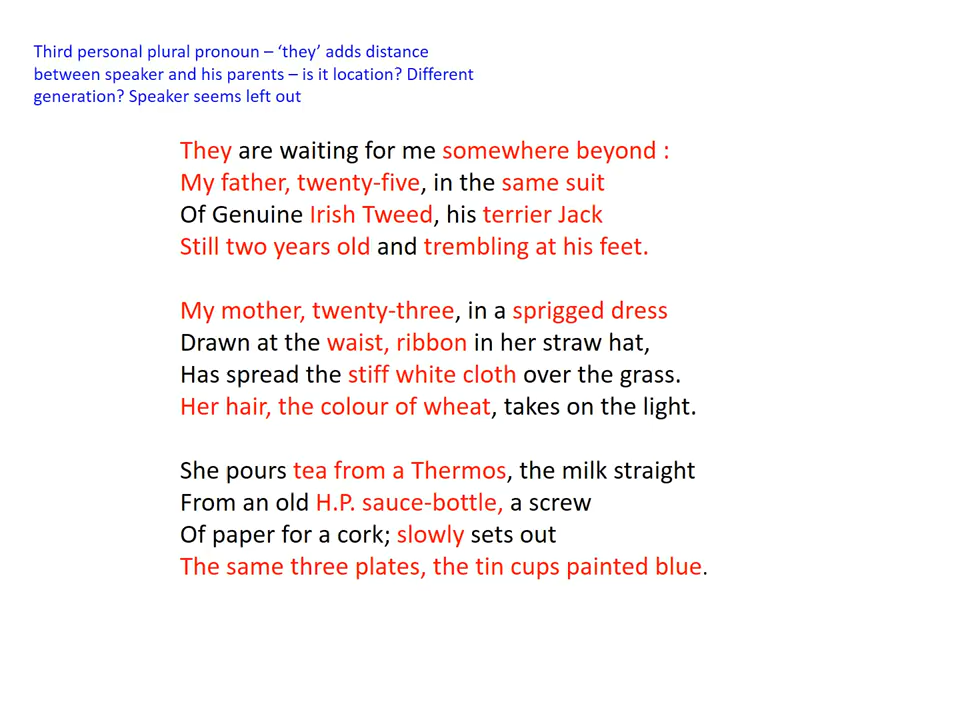 Third personal plural pronoun – ‘they’ adds distance
between speaker and his parents – is it location? Different
generation? Speaker seems left out
They are waiting for me somewhere beyond :
My father, twenty-five, in the same suit
Of Genuine Irish Tweed, his terrier Jack
Still two years old and trembling at his feet.
My mother, twenty-three, in a sprigged dress
Drawn at the waist, ribbon in her straw hat,
Has spread the stiff white cloth over the grass.
Her hair, the colour of wheat, takes on the light.
She pours tea from a Thermos, the milk straight
From an old H.P. sauce-bottle, a screw
Of paper for a cork; slowly sets out
The same three plates, the tin cups painted blue.